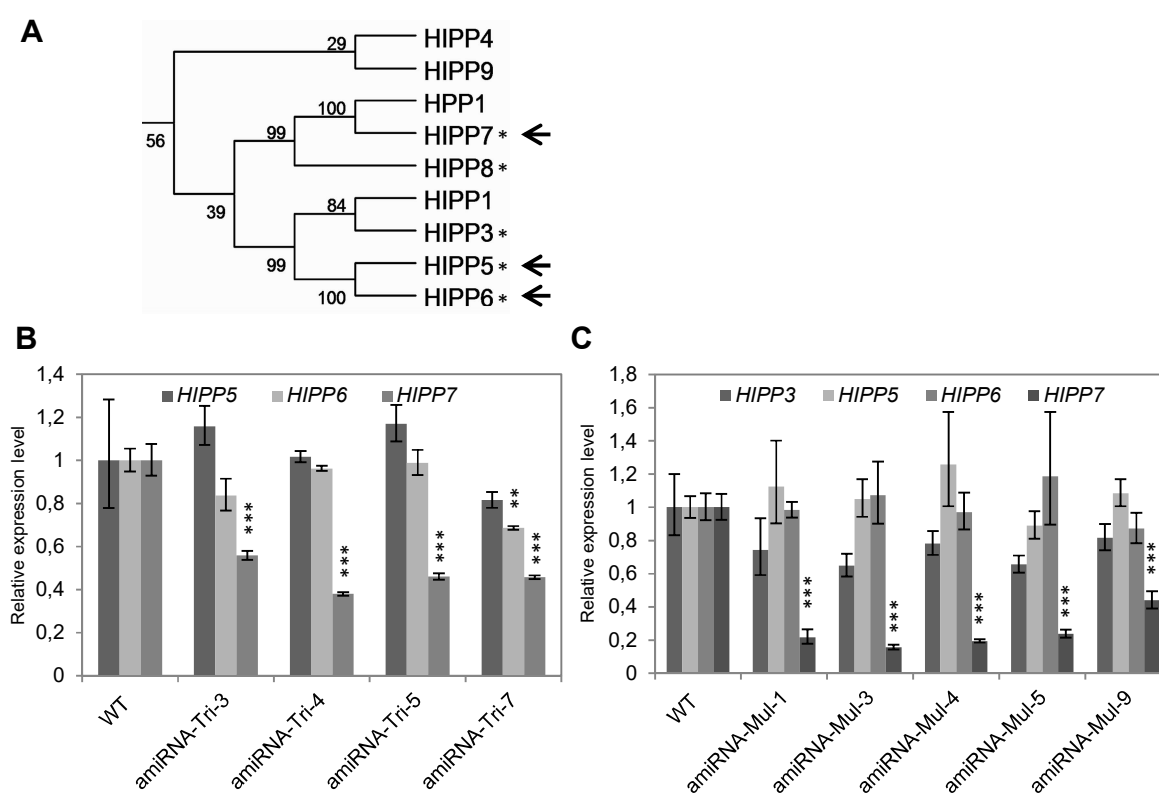 A
29
HIPP4
HIPP9
100
HPP1
HIPP7 *
56
99
HIPP8 *
39
84
HIPP1
HIPP3 *
99
HIPP5 *
100
HIPP6 *
B
1,4
1,2
1
0,8
0,6
0,4
0,2
0
Relative expression level
HIPP5 HIPP6 HIPP7
***
***
***
**
***
WT
amiRNA-Tri-3
amiRNA-Tri-4
amiRNA-Tri-5
amiRNA-Tri-7
C
1,8
1,6
1,4
1,2
1
0,8
0,6
0,4
0,2
0
Relative expression level
HIPP3 HIPP5 HIPP6 HIPP7
***
***
***
***
***
WT
amiRNA-Mul-1
amiRNA-Mul-3
amiRNA-Mul-4
amiRNA-Mul-5
amiRNA-Mul-9